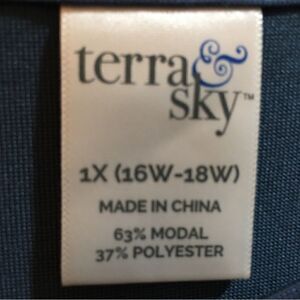 terra &
sky™
1X (16W-18W)
MADE IN CHINA
63% MODAL
37% POLYESTER